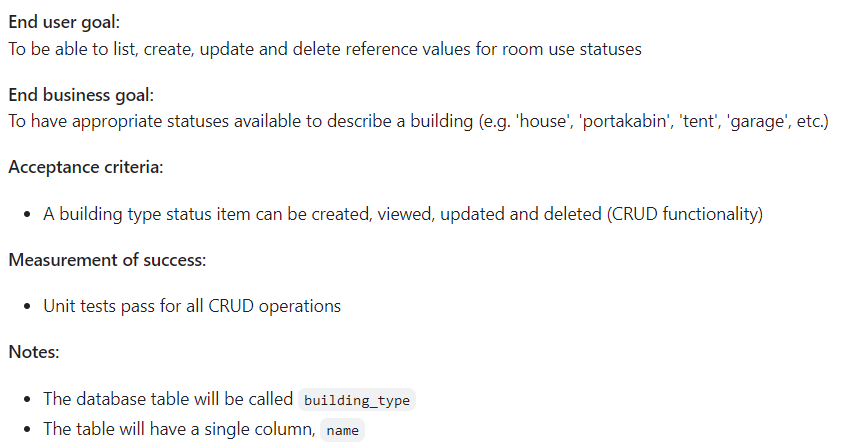 End user goal:
To be able to list, create, update and delete reference values for room use statuses
End business goal:
To have appropriate statuses available to describe a building (e.g. 'house', 'portakabin', 'tent', 'garage', etc.)
Acceptance criteria:
• A building type status item can be created, viewed, updated and deleted (CRUD functionality)
Measurement of success:
• Unit tests pass for all CRUD operations
Notes:
• The database table will be called building_type
• The table will have a single column, name